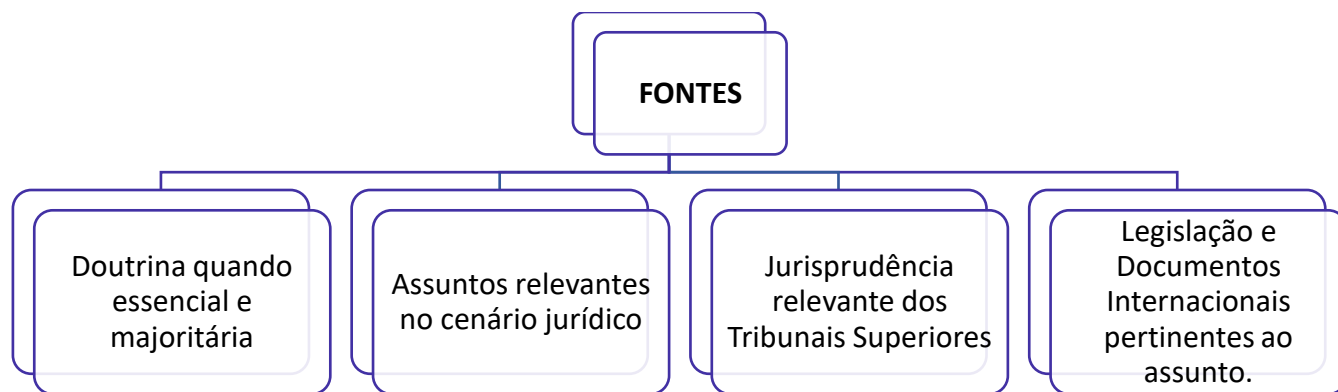 FONTES
Doutrina quando
essencial e
majoritária
Assuntos relevantes
no cenário jurídico
Jurisprudência
relevante dos
Tribunais Superiores
Legislação e
Documentos
Internacionais
pertinentes ao
assunto.